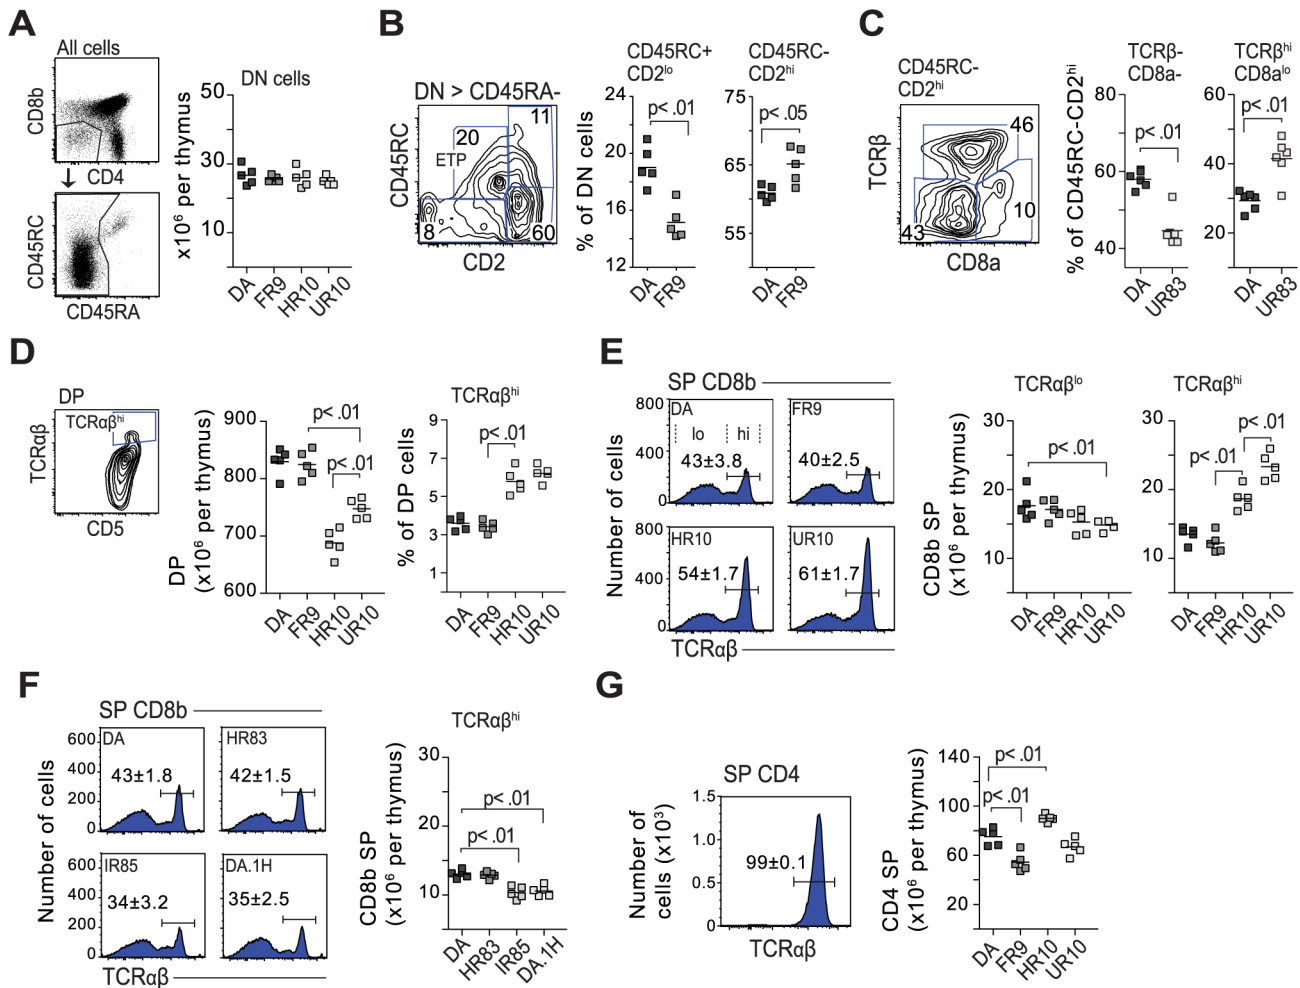 A
All cells
CD8b
CD4
CD45RC
CD45RA
DN cells
x10⁶ per thymus
50
30
10
DA
FR9
HR10
UR10
B
DN > CD45RA-
CD45RC
20
11
ETP
8
60
CD2
CD45RC+
CD2lo
% of DN cells
24
20
16
12
p< .01
DA
FR9
CD45RC-
CD2hi
75
65
55
p< .05
DA
FR9
C
CD45RC-
CD2hi
TCRβ
46
10
43
CD8a
TCRβ-
CD8a-
% of CD45RC-CD2hi
80
60
40
p< .01
DA
UR83
TCRβhi
CD8alo
60
40
20
p< .01
DA
UR83
D
DP
TCRαβhi
TCRαβ
CD5
DP
(x10⁶ per thymus)
900
800
700
600
p< .01
p< .01
DA
FR9
HR10
UR10
TCRαβhi
% of DP cells
9
7
5
3
1
p< .01
DA
FR9
HR10
UR10
E
SP CD8b
Number of cells
800
400
0
DA
lo
hi
43±3.8
FR9
40±2.5
800
400
0
HR10
54±1.7
UR10
61±1.7
TCRαβ
TCRαβlo
CD8b SP
(x10⁶ per thymus)
30
20
10
p< .01
DA
FR9
HR10
UR10
TCRαβhi
30
20
10
p< .01
p< .01
DA
FR9
HR10
UR10
F
SP CD8b
Number of cells
600
400
200
0
DA
43±1.8
HR83
42±1.5
600
400
200
0
IR85
34±3.2
DA.1H
35±2.5
TCRαβ
TCRαβhi
CD8b SP
(x10⁶ per thymus)
30
20
10
p< .01
p< .01
DA
HR83
IR85
DA.1H
G
SP CD4
Number of
cells (x10³)
1.5
1.0
0.5
0
99±0.1
TCRαβ
CD4 SP
(x10⁶ per thymus)
140
100
60
20
p< .01
p< .01
DA
FR9
HR10
UR10